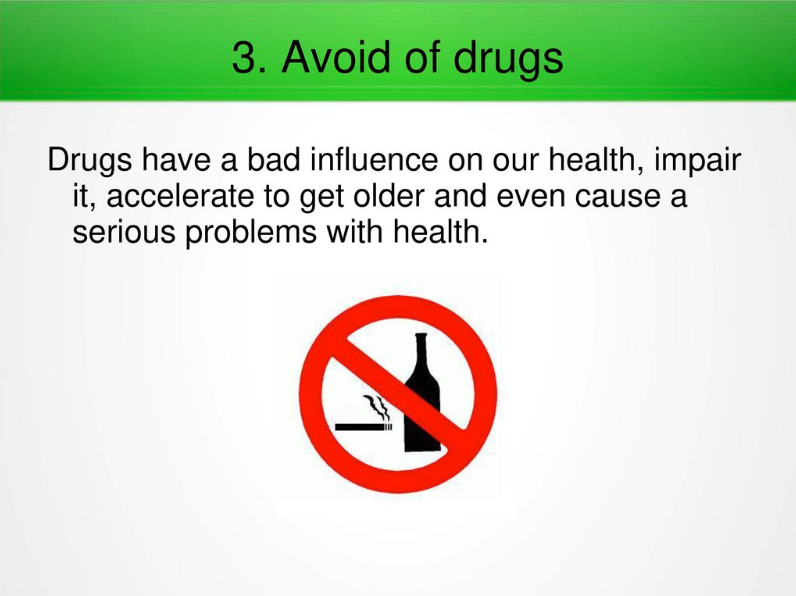 3. Avoid of drugs
Drugs have a bad influence on our health, impair
it, accelerate to get older and even cause a
serious problems with health.